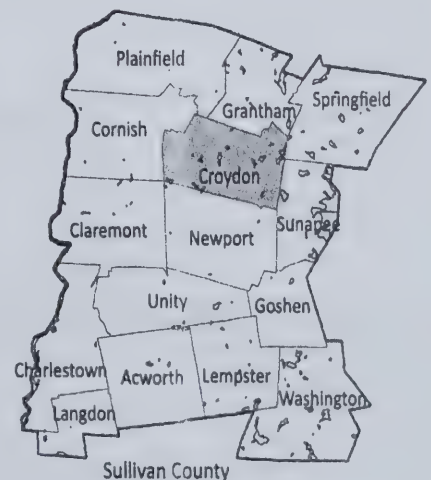 Plainfield
Grantham
Springfield
Cornish
Croydon
Claremont
Newport
Sunapee
Unity
Goshen
Charlestown
Acworth
Lempster
Washington
Langdon
Sullivan County